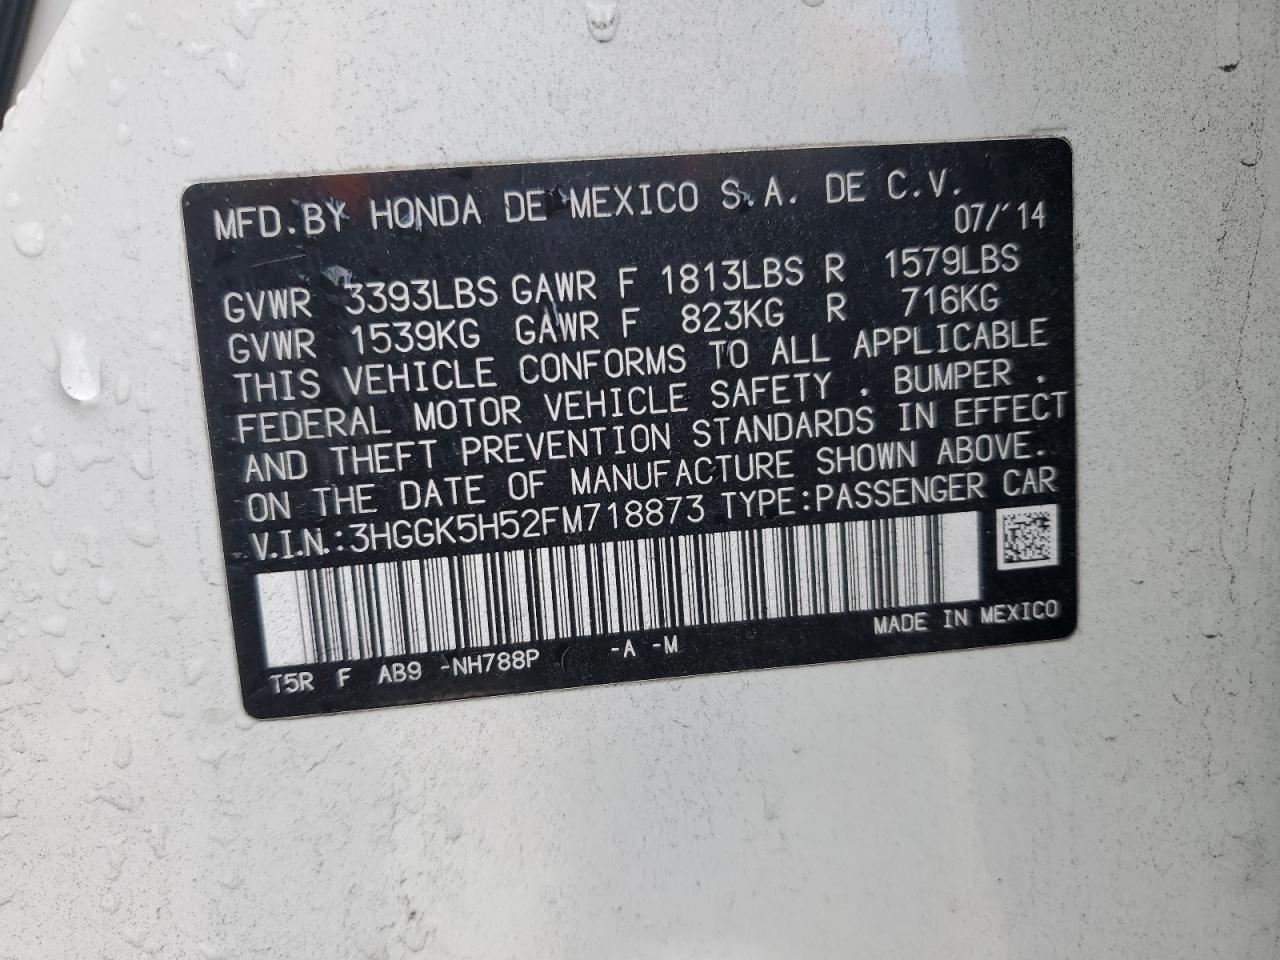 MFD.BY HONDA DE MEXICO S.A. DE C.V.
07/'14
GVWR 3393LBS GAWR F 1813LBS R 1579LBS
GVWR 1539KG GAWR F 823KG R 716KG
THIS VEHICLE CONFORMS TO ALL APPLICABLE
FEDERAL MOTOR VEHICLE SAFETY , BUMPER ,
AND THEFT PREVENTION STANDARDS IN EFFECT
ON THE DATE OF MANUFACTURE SHOWN ABOVE.
V.I.N.:3HGGK5H52FM718873 TYPE:PASSENGER CAR
MADE IN MEXICO
T5R F AB9 -NH788P -A -M